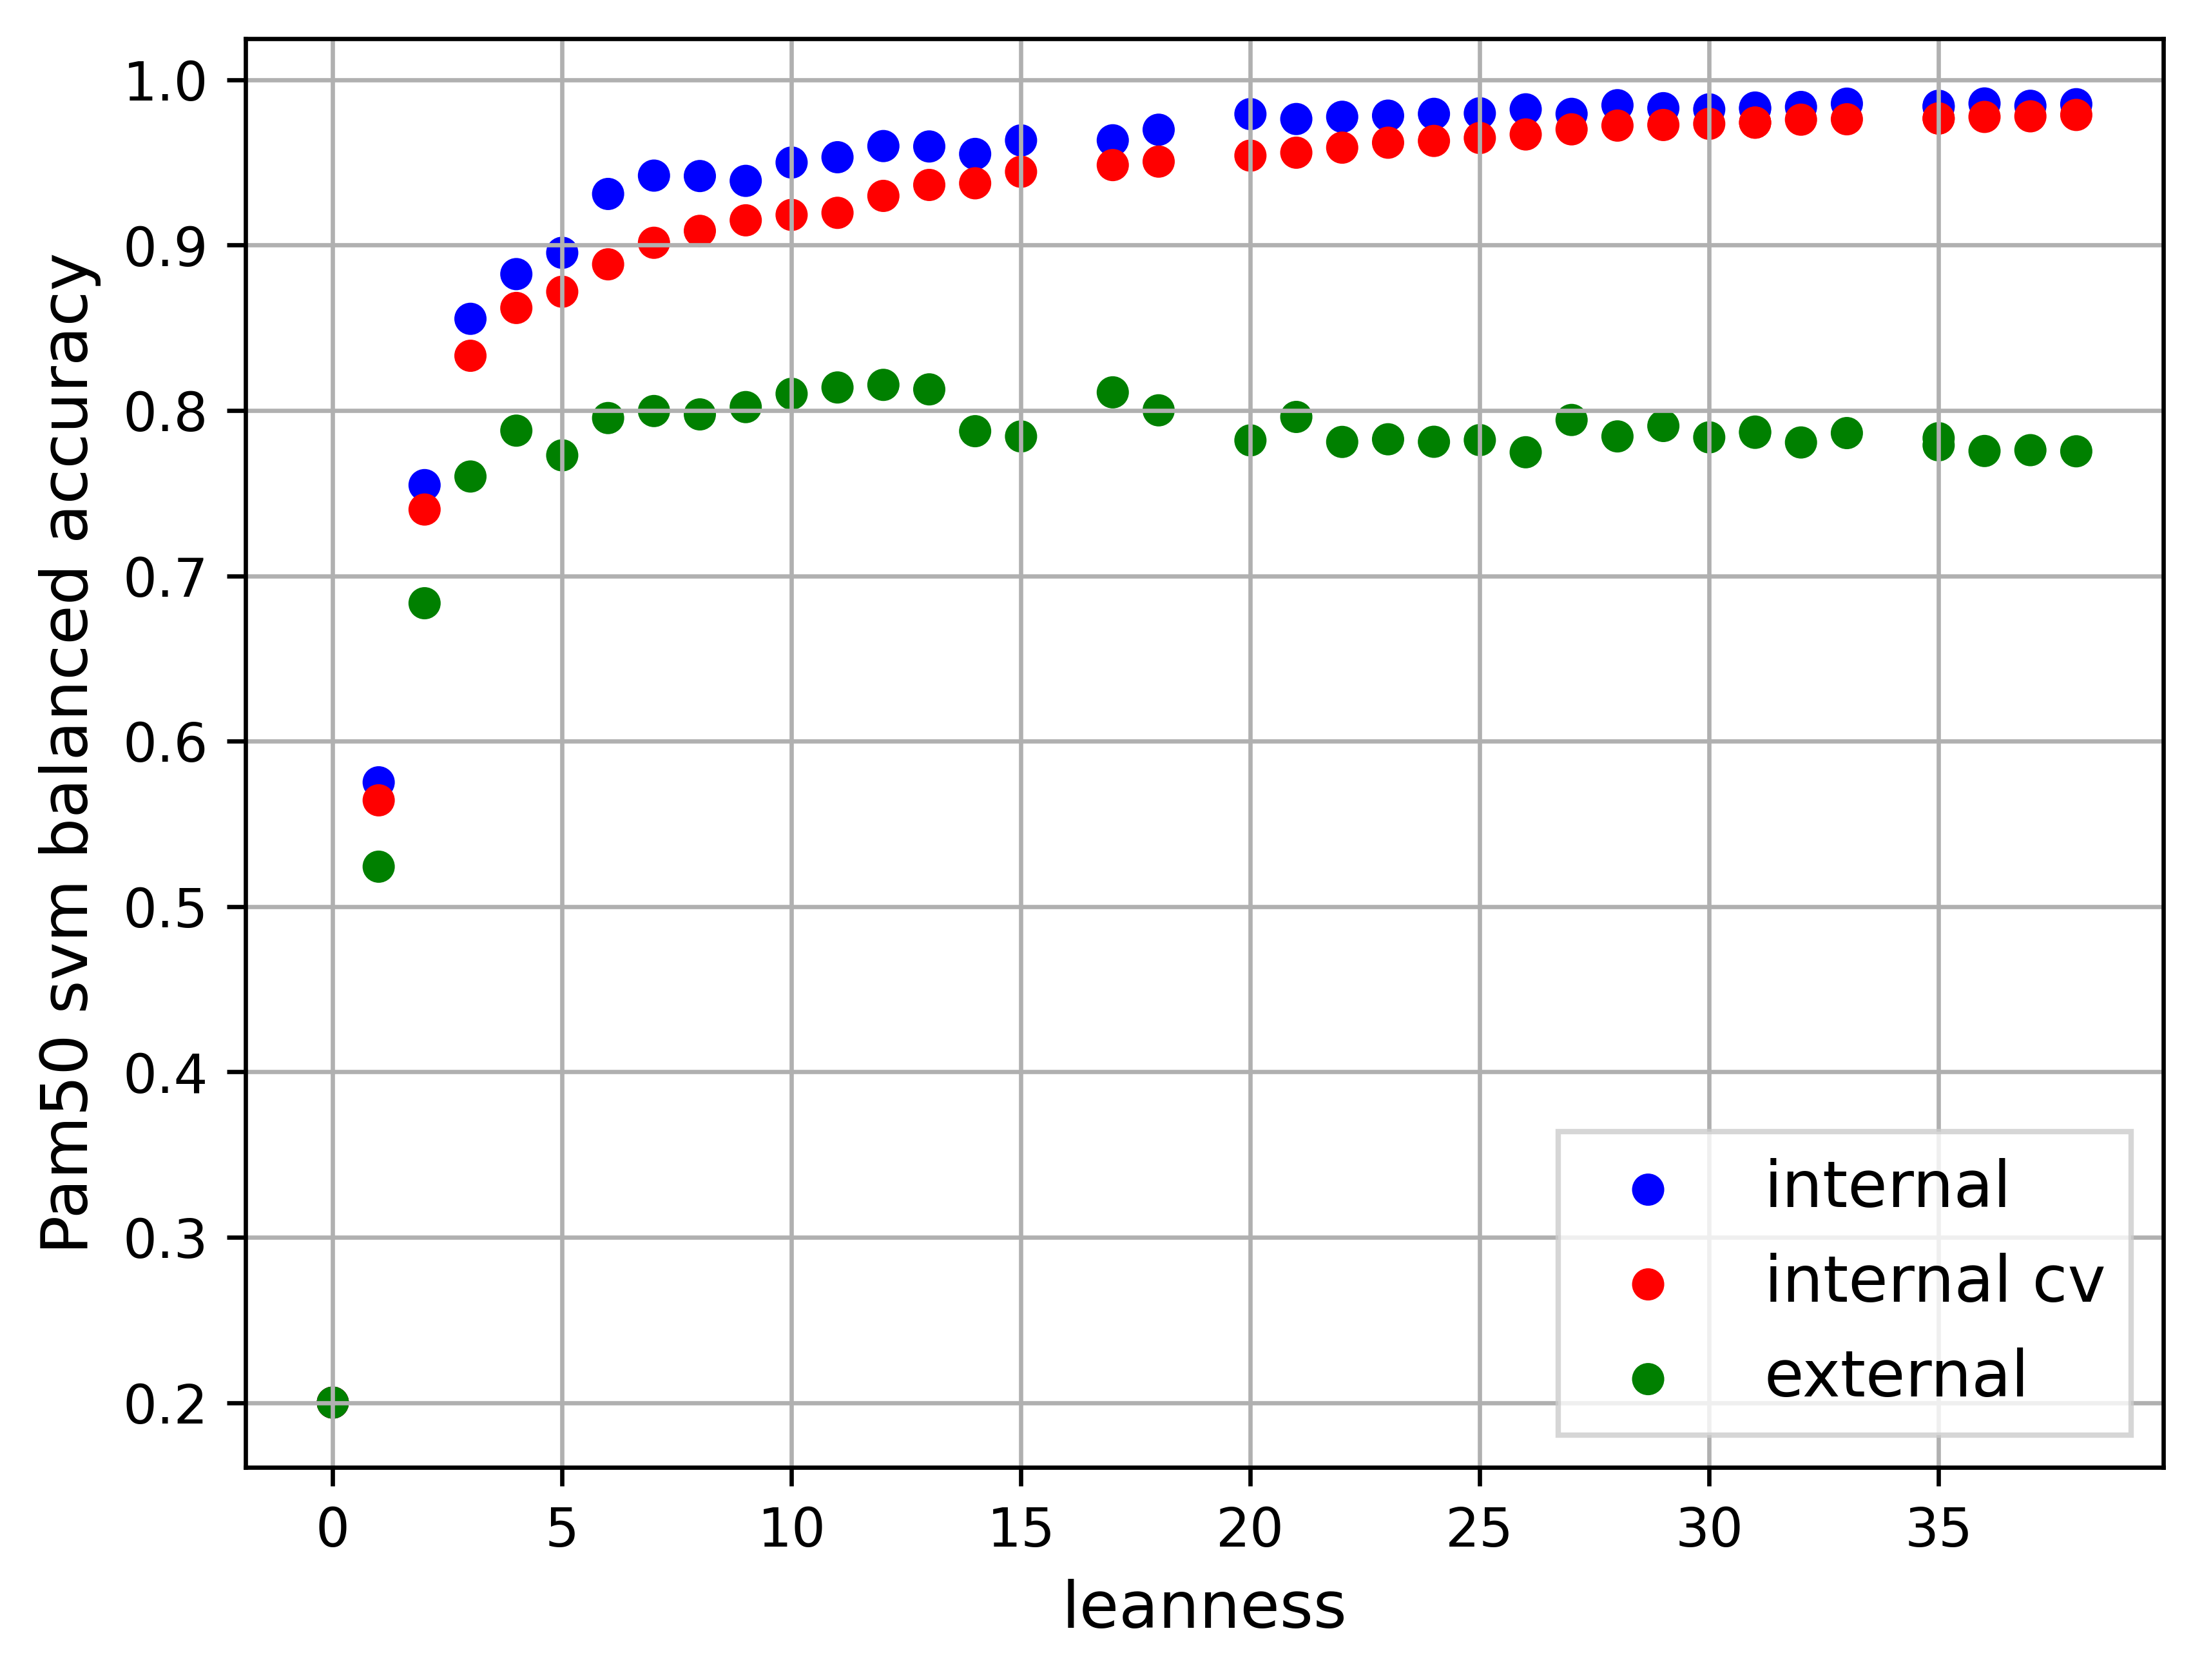 1.0
0.9
0.8
0.7
0.6
0.5
0.4
0.3
0.2
Pam50 svm balanced accuracy
internal
internal cv
external
0 5 10 15 20 25 30 35
leanness